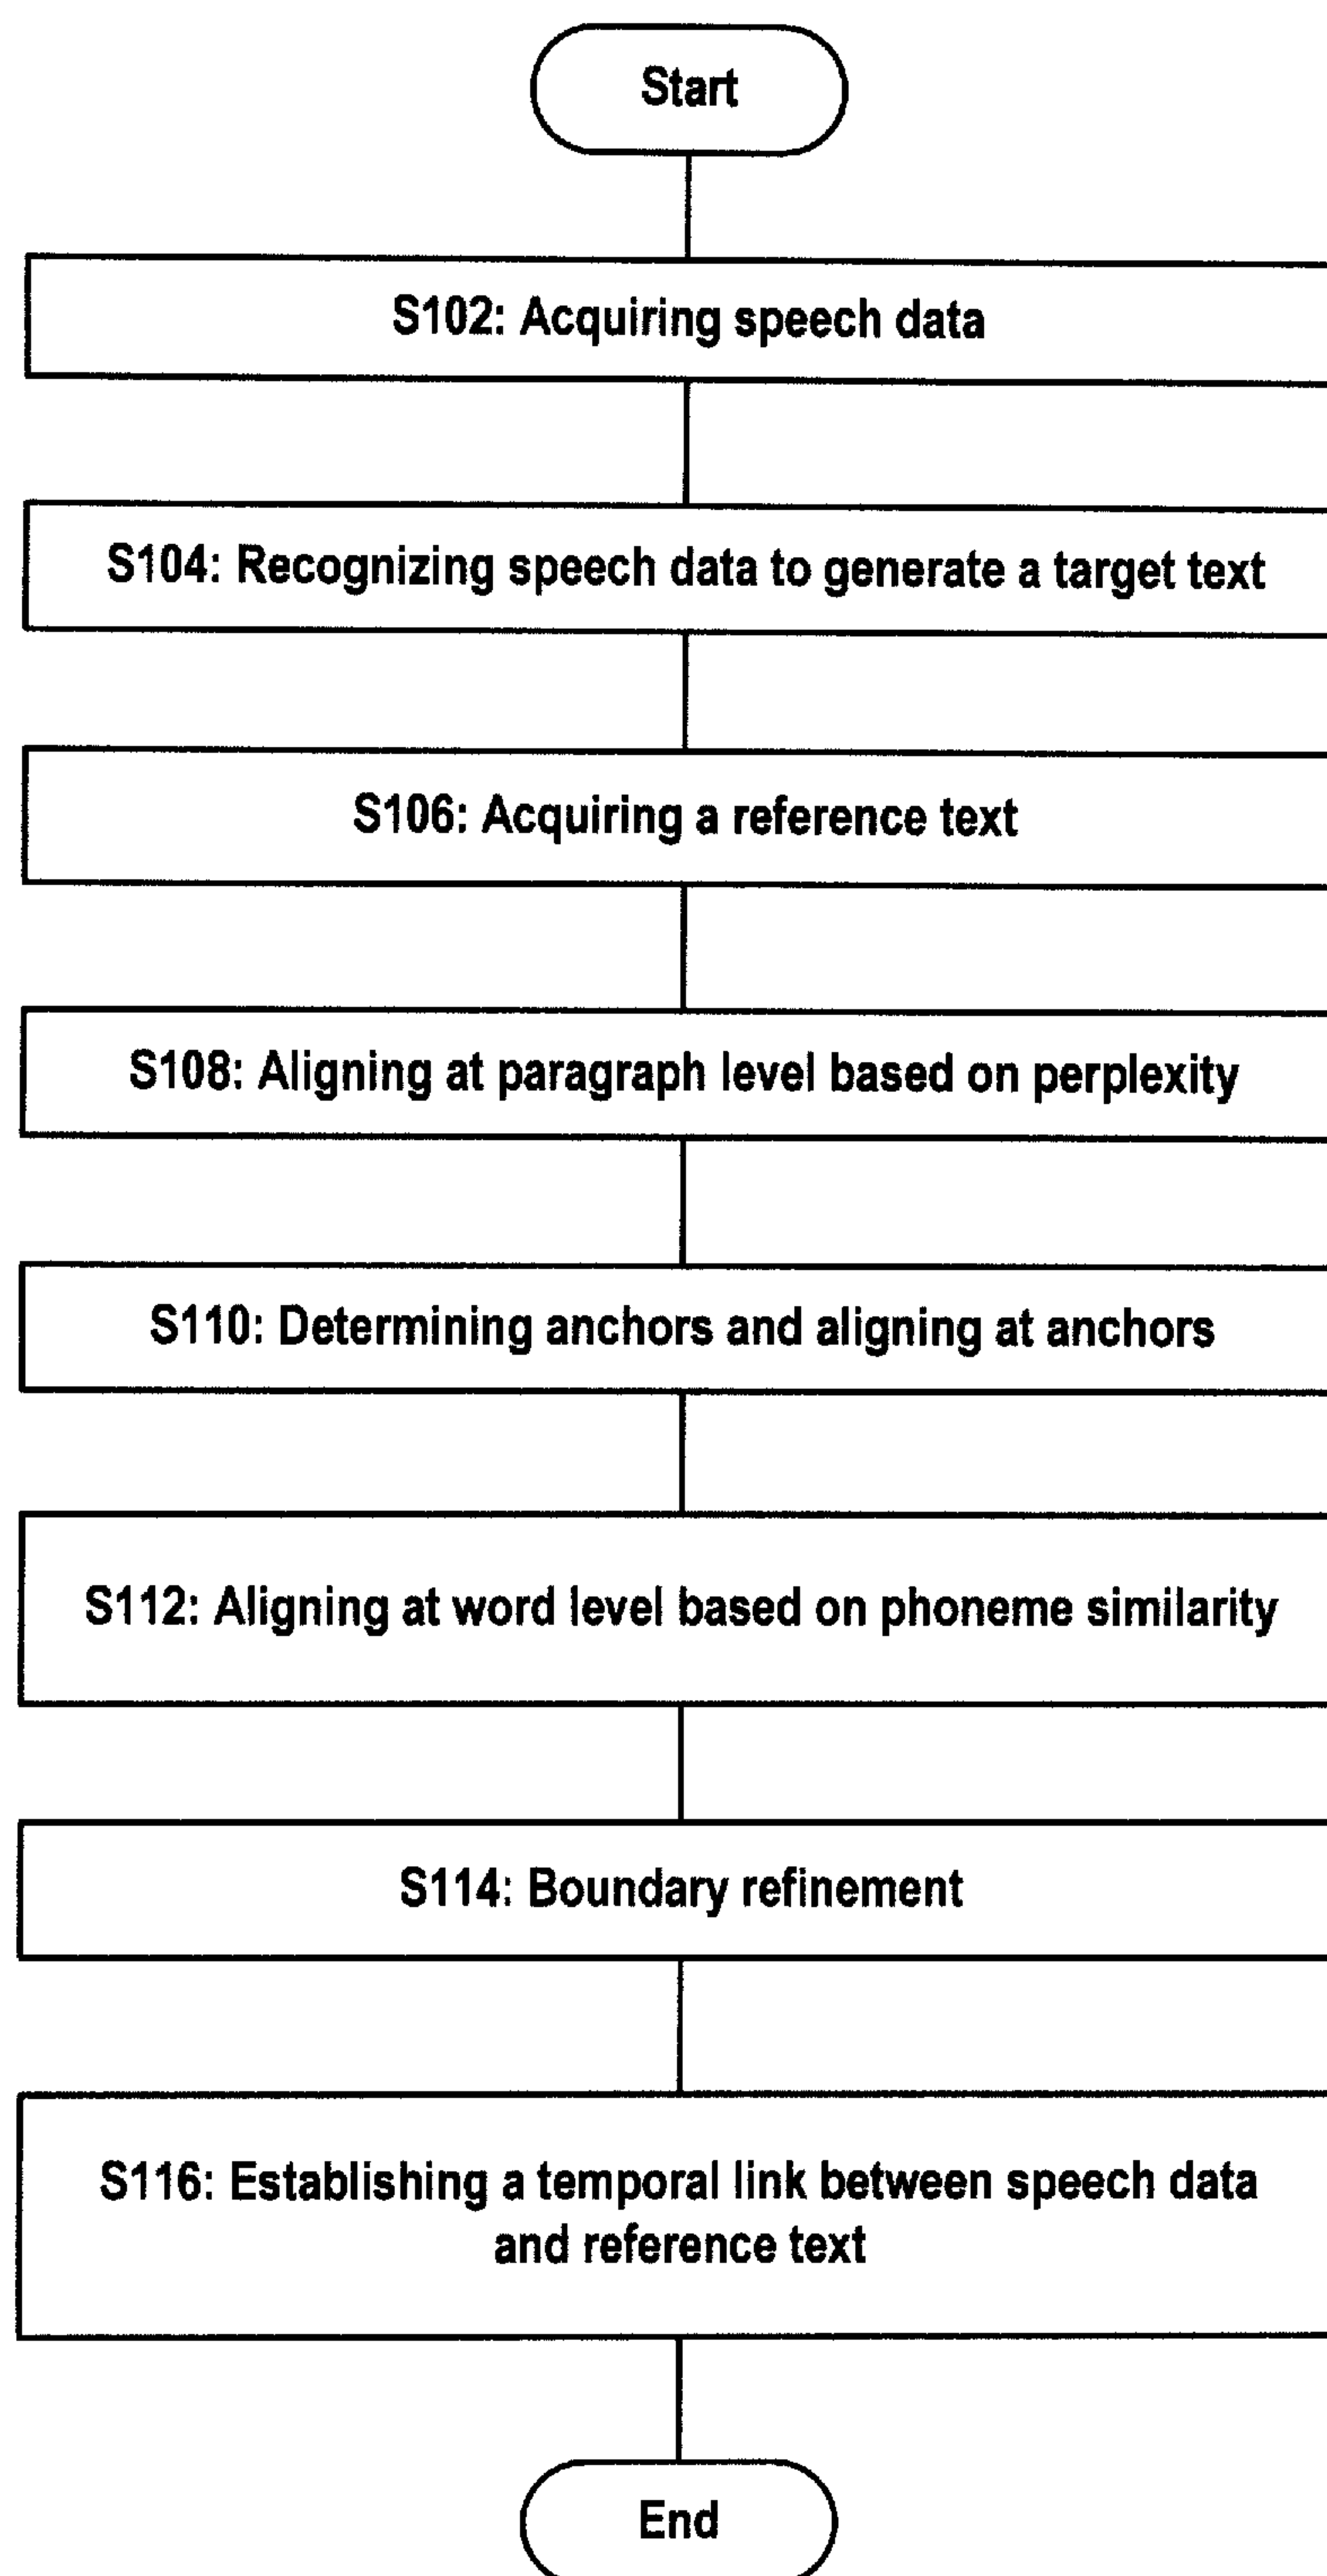 Start
S102: Acquiring speech data
S104: Recognizing speech data to generate a target text
S106: Acquiring a reference text
S108: Aligning at paragraph level based on perplexity
S110: Determining anchors and aligning at anchors
S112: Aligning at word level based on phoneme similarity
S114: Boundary refinement
S116: Establishing a temporal link between speech data
and reference text
End